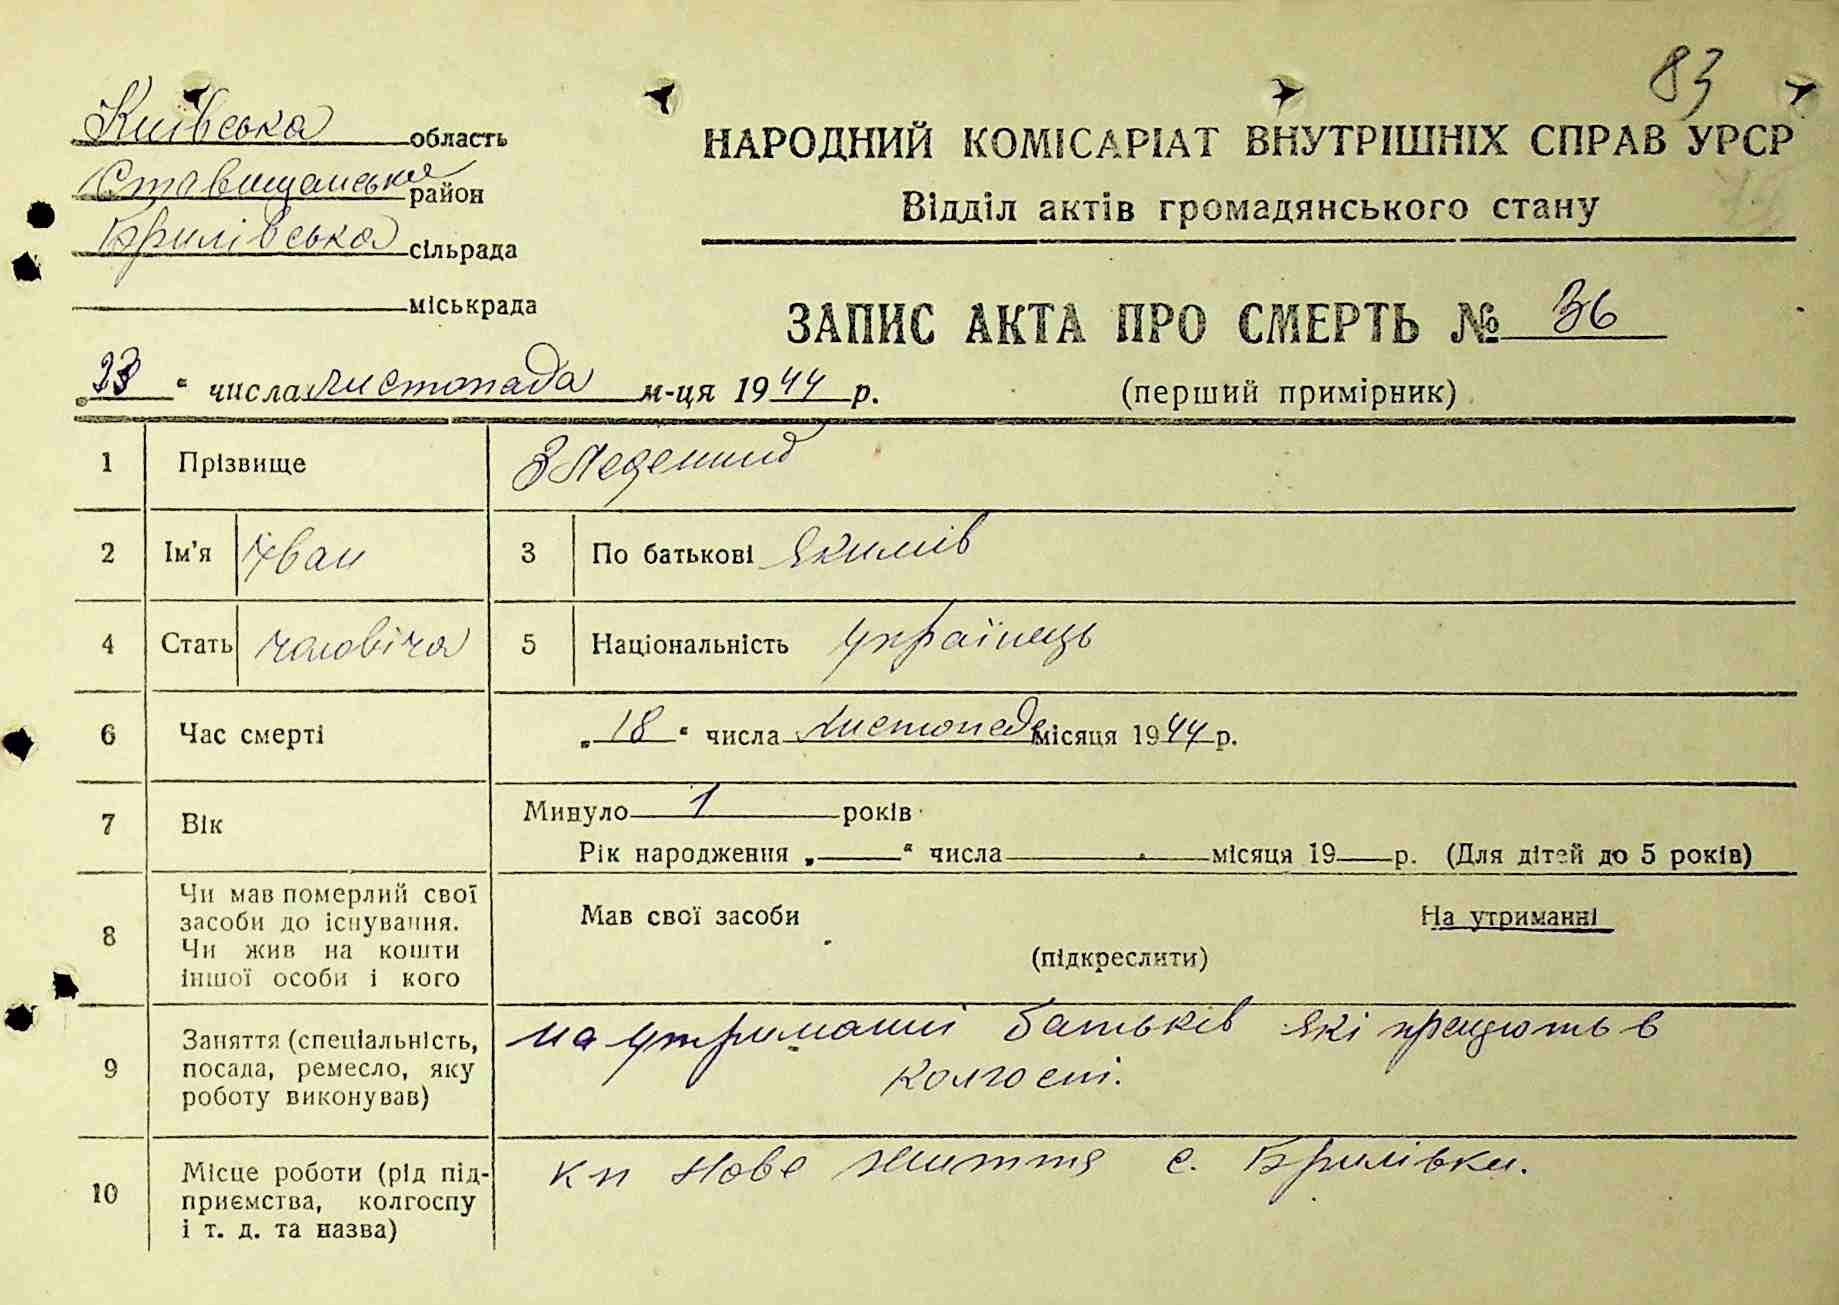 83
Київська область
Ставищанський район
Брилівська сільрада
міськрада
НАРОДНИЙ КОМІСАРІАТ ВНУТРІШНІХ СПРАВ УРСР
Відділ актів громадянського стану
ЗАПИС АКТА ПРО СМЕРТЬ № 36
(перший примірник)
„23“ числа листопада м-ця 1944 р.
1 Прізвище
2 Ім'я Іван 3 По батькові Якимів
4 Стать чоловіча 5 Національність українець
6 Час смерті „18“ числа листопада місяця 1944 р.
7 Вік Минуло 1 років
Рік народження „ “ числа місяця 19 р. (Для дітей до 5 років)
8 Чи мав померлий свої засоби до існування. Чи жив на кошти іншої особи і кого
Мав свої засоби На утриманні
(підкреслити)
9 Заняття (спеціальність, посада, ремесло, яку роботу виконував)
на утриманні батьків які працюють в
колгоспі.
10 Місце роботи (рід підприємства, колгоспу і т. д. та назва)
кп Нове життя с. Брилівки.